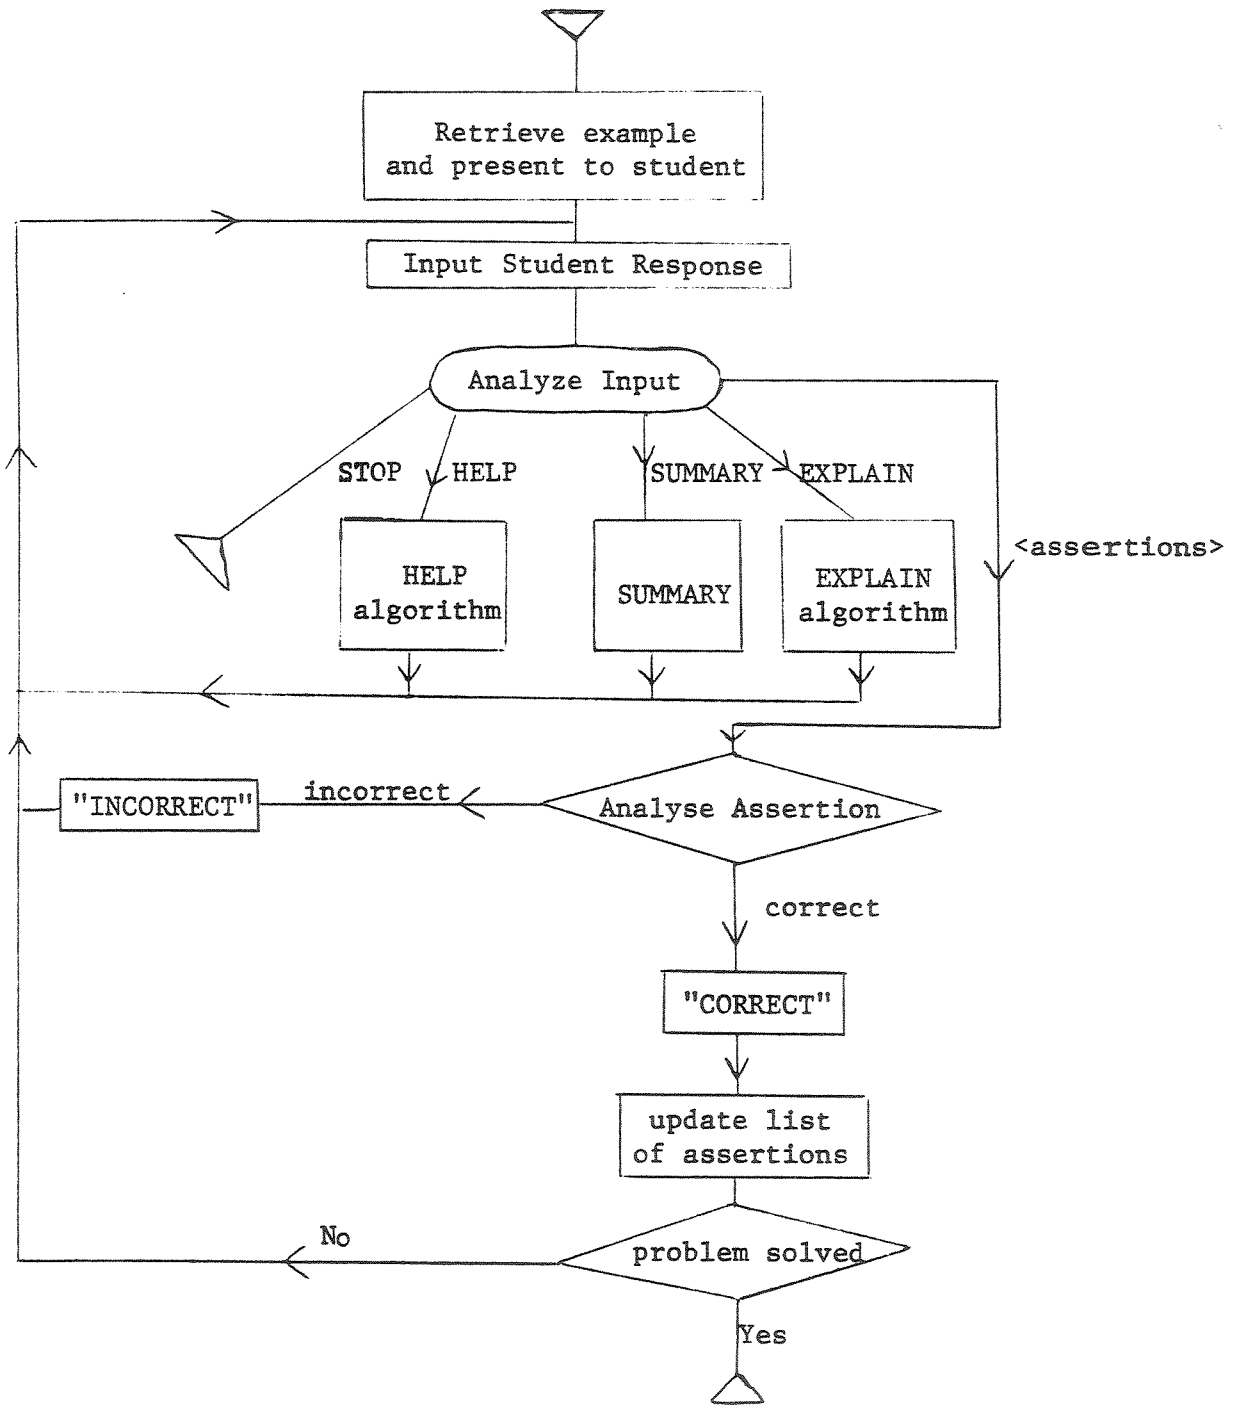 Retrieve example
and present to student
Input Student Response
Analyze Input
STOP
HELP
SUMMARY
EXPLAIN
<assertions>
HELP
algorithm
SUMMARY
EXPLAIN
algorithm
"INCORRECT"
incorrect
Analyse Assertion
correct
"CORRECT"
update list
of assertions
No
problem solved
Yes